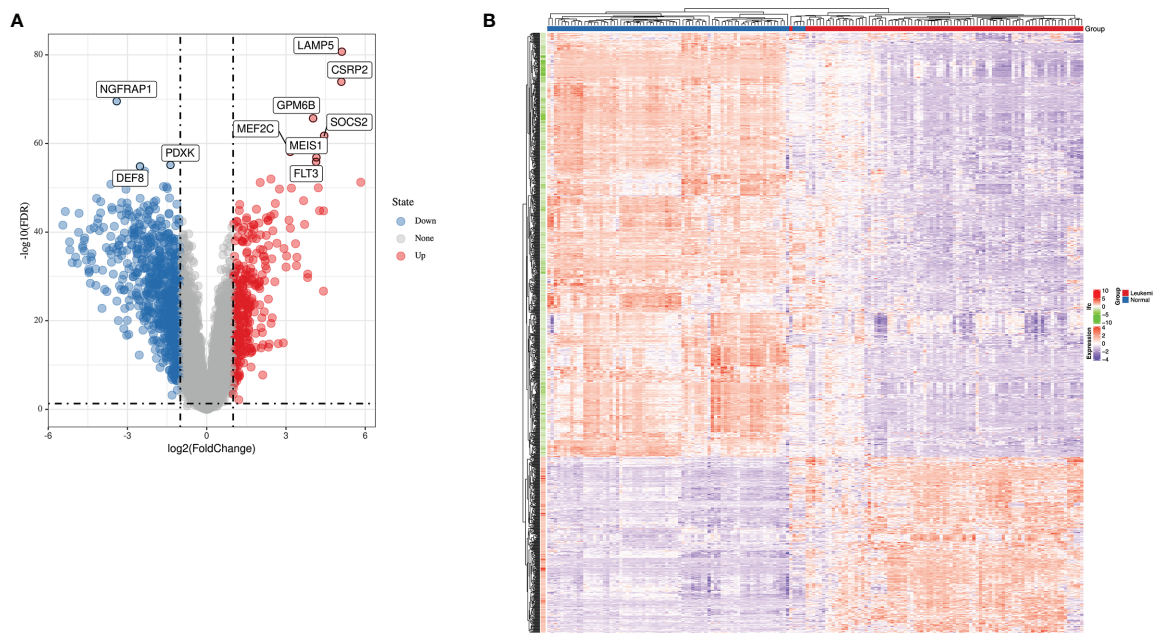 A
80
60
40
20
0
-log10(FDR)
-6
-3
0
3
6
log2(FoldChange)
LAMP5
CSRP2
NGFRAP1
GPM6B
MEF2C
SOCS2
MEIS1
PDXK
FLT3
DEF8
State
Down
None
Up
B
Group
lfc
10
5
0
-5
-10
Group
Leukemi
Normal
Expression
4
2
0
-2
-4